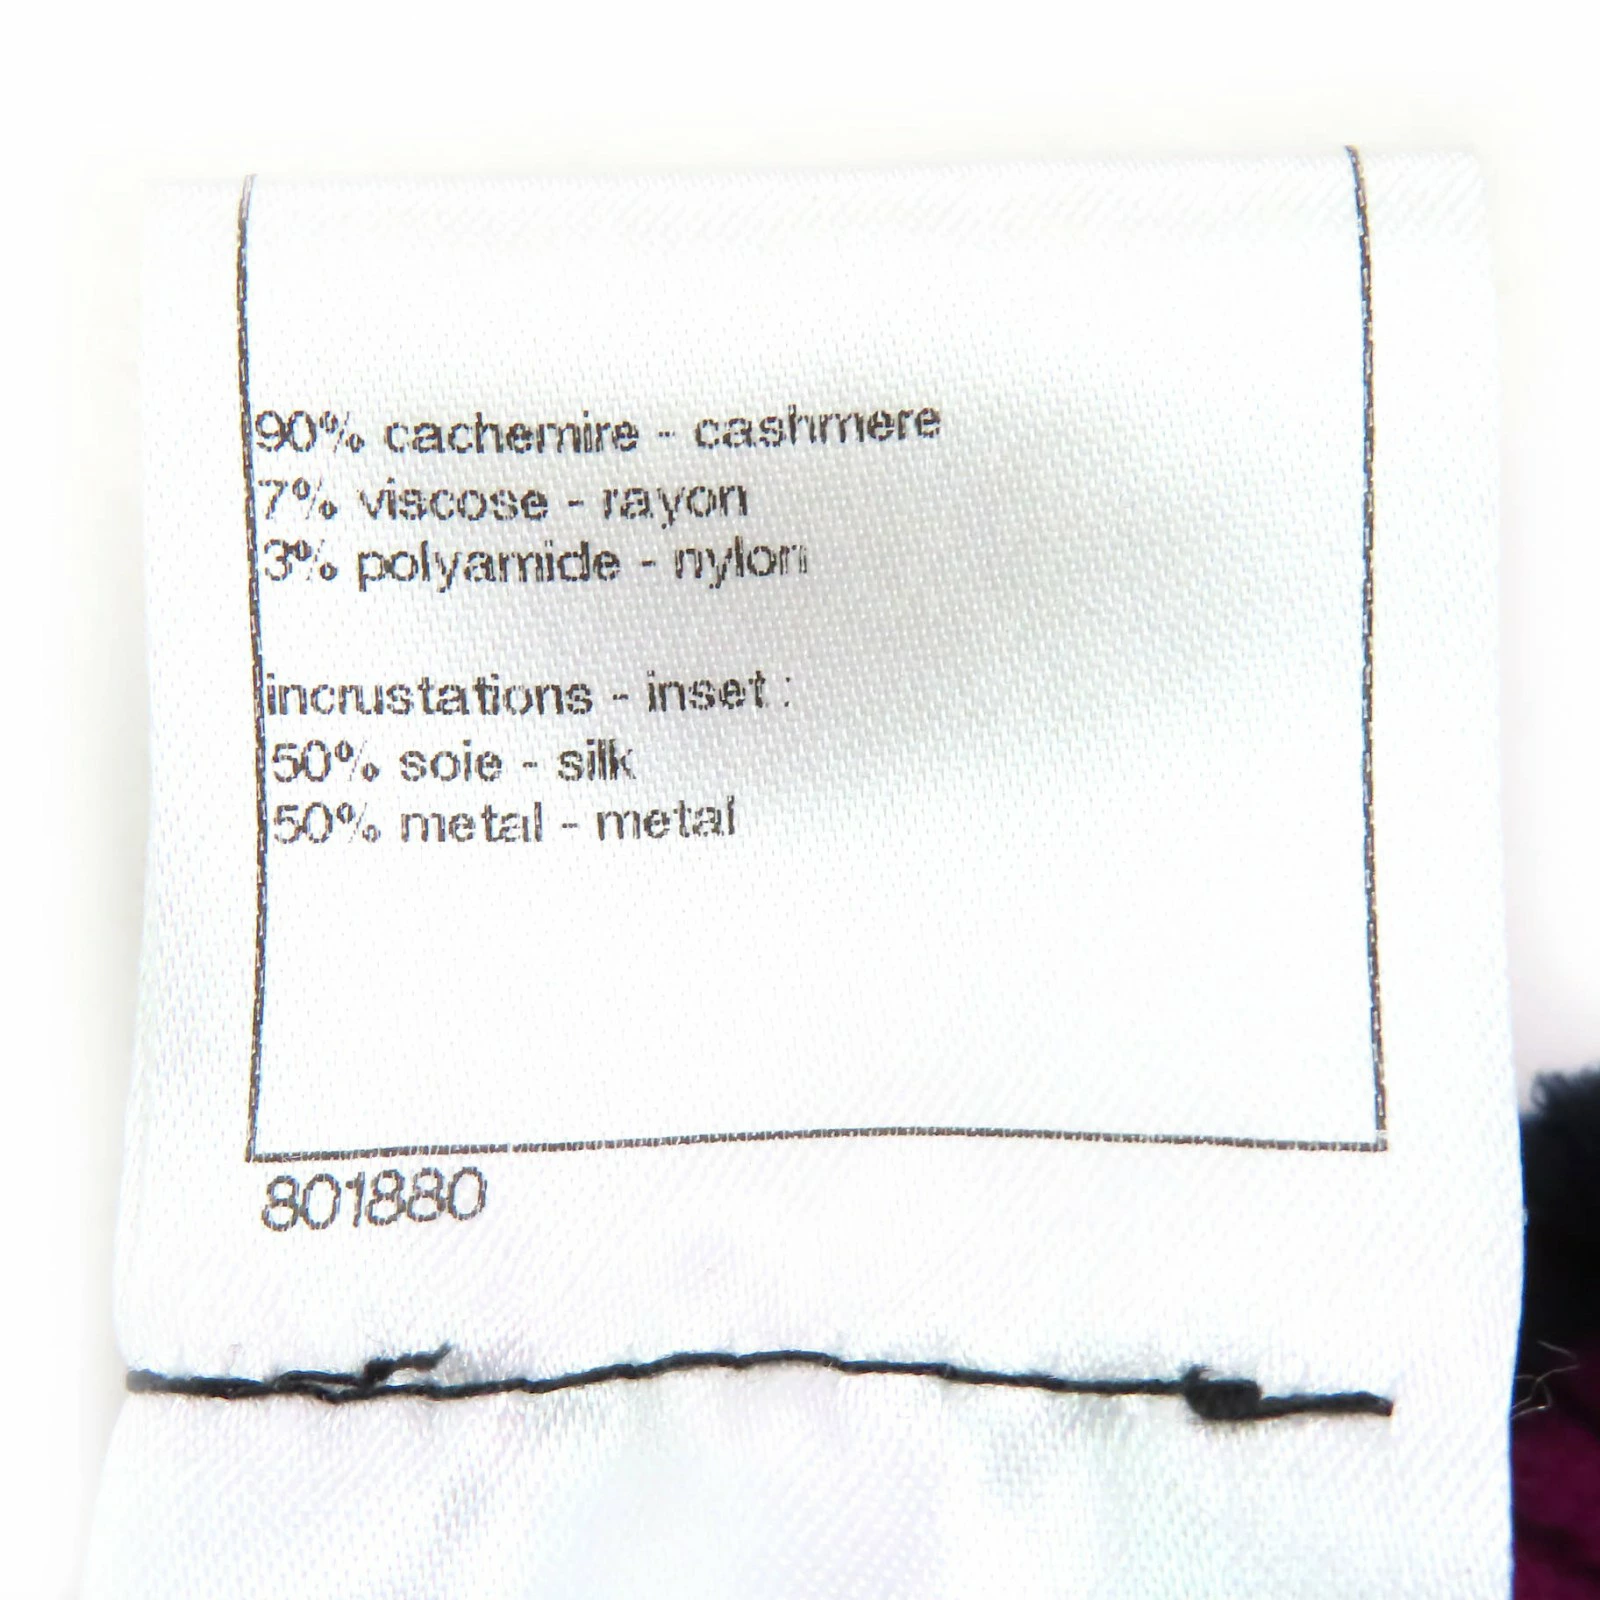 90% cachemire - cashmere
7% viscose - rayon
3% polyamide - nylon
incrustations - inset :
50% soie - silk
50% metal - metal
801880